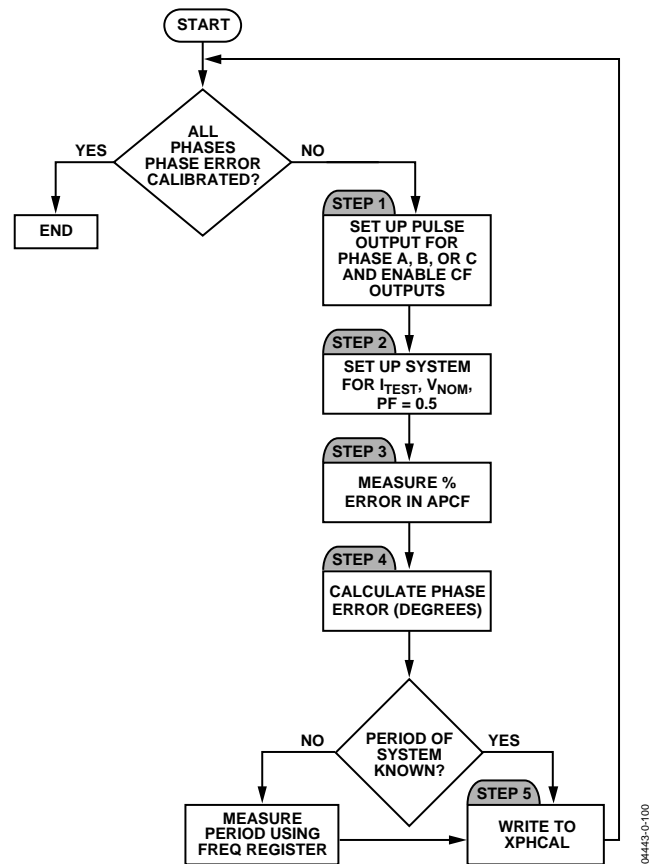 START
ALL
PHASES
PHASE ERROR
CALIBRATED?
YES
NO
END
STEP 1
SET UP PULSE
OUTPUT FOR
PHASE A, B, OR C
AND ENABLE CF
OUTPUTS
STEP 2
SET UP SYSTEM
FOR ITEST, VNOM,
PF = 0.5
STEP 3
MEASURE %
ERROR IN APCF
STEP 4
CALCULATE PHASE
ERROR (DEGREES)
NO
PERIOD OF
SYSTEM
KNOWN?
YES
MEASURE
PERIOD USING
FREQ REGISTER
STEP 5
WRITE TO
XPHCAL
04443-0-100